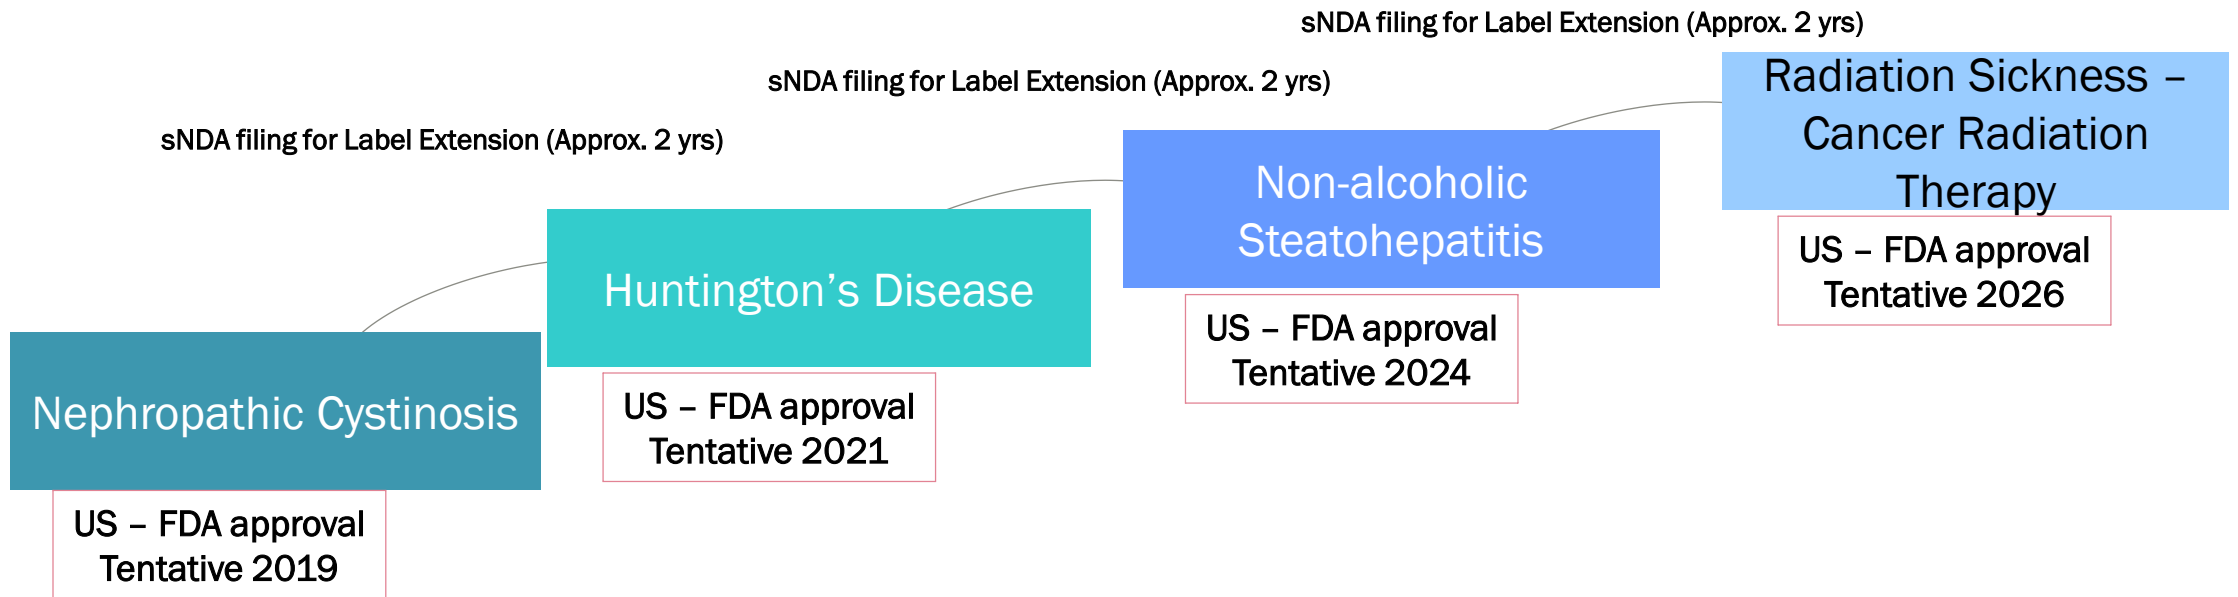 sNDA filing for Label Extension (Approx. 2 yrs)
sNDA filing for Label Extension (Approx. 2 yrs)
sNDA filing for Label Extension (Approx. 2 yrs)
Radiation Sickness –
Cancer Radiation
Therapy
US – FDA approval
Tentative 2026
Non-alcoholic
Steatohepatitis
US – FDA approval
Tentative 2024
Huntington’s Disease
US – FDA approval
Tentative 2021
Nephropathic Cystinosis
US – FDA approval
Tentative 2019